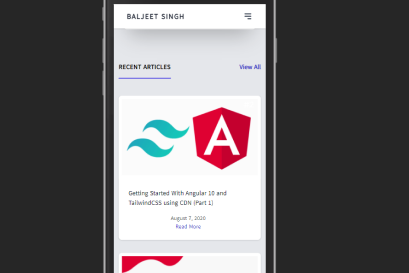 BALJEET SINGH
RECENT ARTICLES
View All
A
Getting Started With Angular 10 and
TailwindCSS using CDN (Part 1)
August 7, 2020
Read More